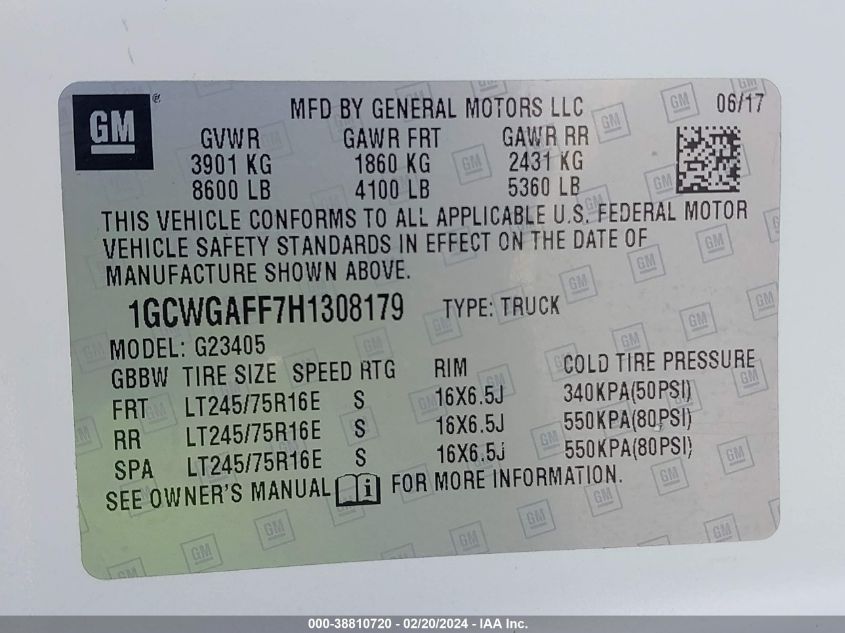 GM ®
MFD BY GENERAL MOTORS LLC 06/17
GVWR GAWR FRT GAWR RR
3901 KG 1860 KG 2431 KG
8600 LB 4100 LB 5360 LB
THIS VEHICLE CONFORMS TO ALL APPLICABLE U.S. FEDERAL MOTOR
VEHICLE SAFETY STANDARDS IN EFFECT ON THE DATE OF
MANUFACTURE SHOWN ABOVE.
1GCWGAFF7H1308179 TYPE: TRUCK
MODEL: G23405
GBBW TIRE SIZE SPEED RTG RIM COLD TIRE PRESSURE
FRT LT245/75R16E S 16X6.5J 340KPA(50PSI)
RR LT245/75R16E S 16X6.5J 550KPA(80PSI)
SPA LT245/75R16E S 16X6.5J 550KPA(80PSI)
SEE OWNER'S MANUAL i FOR MORE INFORMATION.
000-38810720 - 02/20/2024 - IAA Inc.